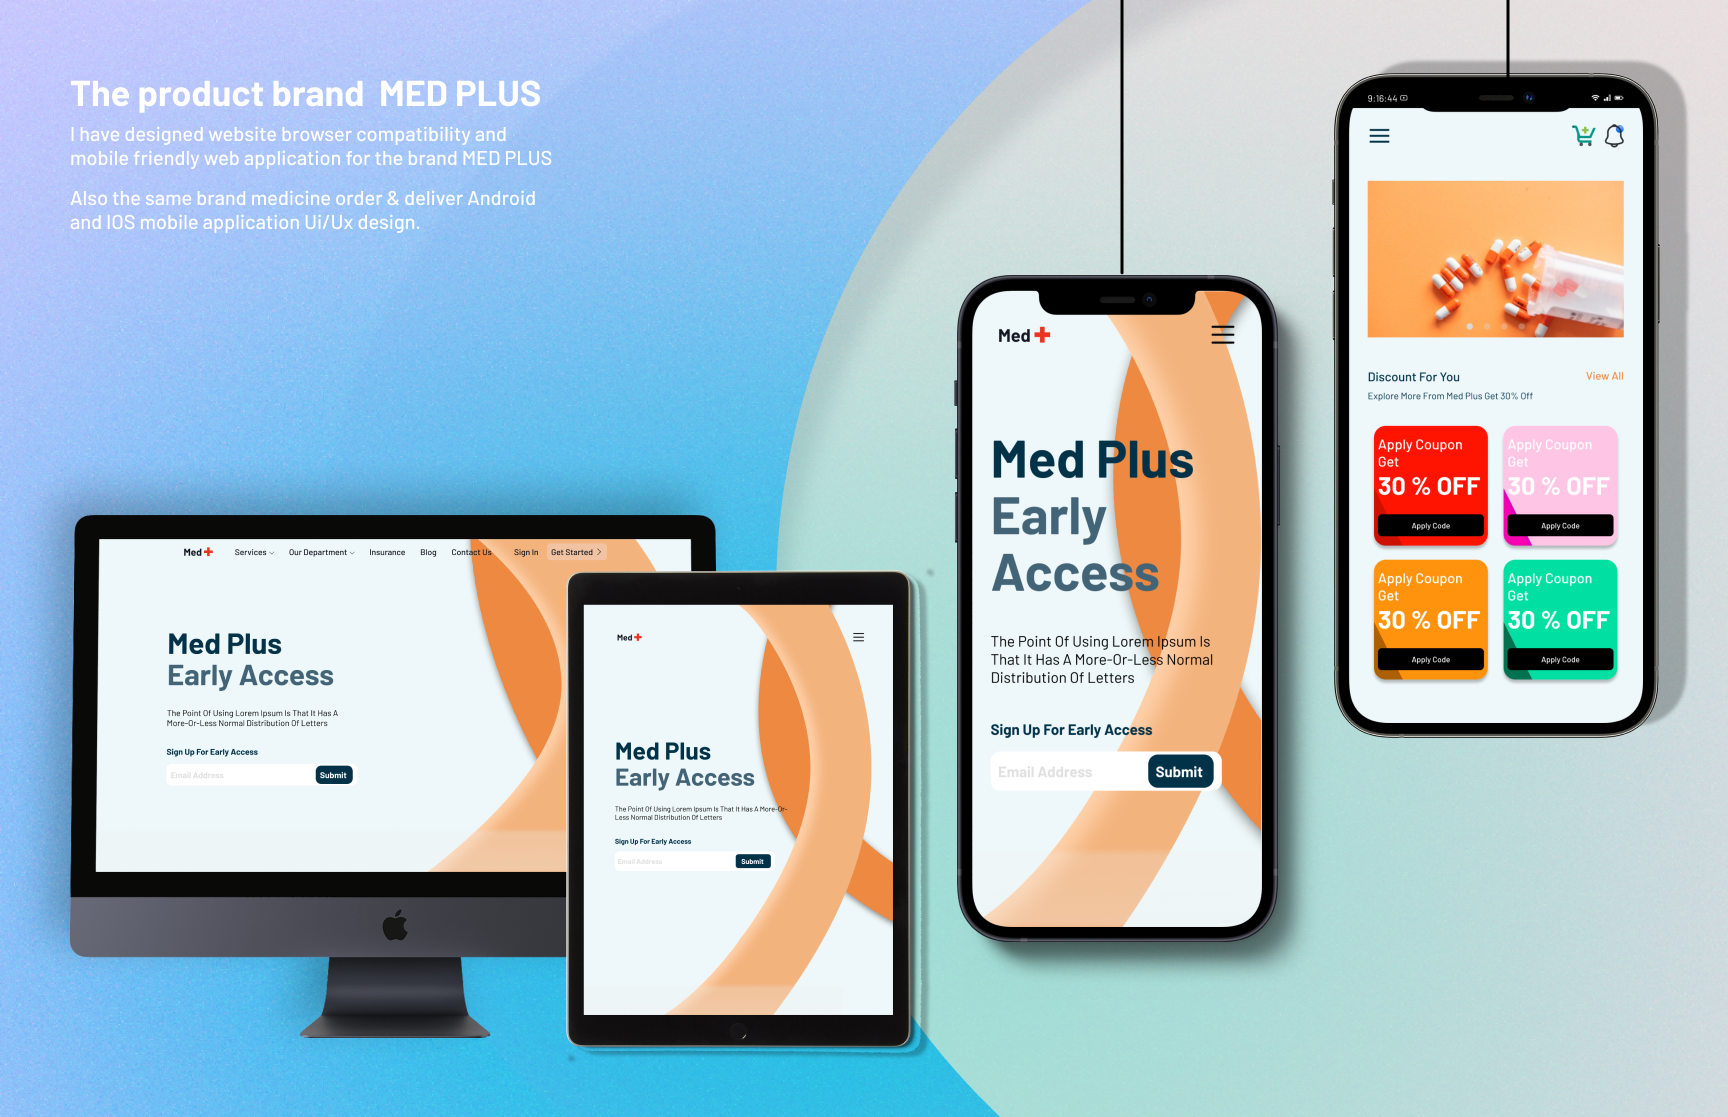 The product brand  MED PLUS
I have designed website browser compatibility and
mobile friendly web application for the brand MED PLUS
Also the same brand medicine order & deliver Android
and IOS mobile application Ui/Ux design.
Med
Services
Our Department
Insurance
Blog
Contact Us
Sign In
Get Started
Med Plus
Early Access
The Point Of Using Lorem Ipsum Is That It Has A
More-Or-Less Normal Distribution Of Letters
Sign Up For Early Access
Email Address
Submit
Med
Med Plus
Early Access
The Point Of Using Lorem Ipsum Is That It Has A More-Or-
Less Normal Distribution Of Letters
Sign Up For Early Access
Email Address
Submit
Med
Med Plus
Early
Access
The Point Of Using Lorem Ipsum Is
That It Has A More-Or-Less Normal
Distribution Of Letters
Sign Up For Early Access
Email Address
Submit
9:16:44
Discount For You
View All
Explore More From Med Plus Get 30% Off
Apply Coupon
Get
30 % OFF
Apply Code
Apply Coupon
Get
30 % OFF
Apply Code
Apply Coupon
Get
30 % OFF
Apply Code
Apply Coupon
Get
30 % OFF
Apply Code